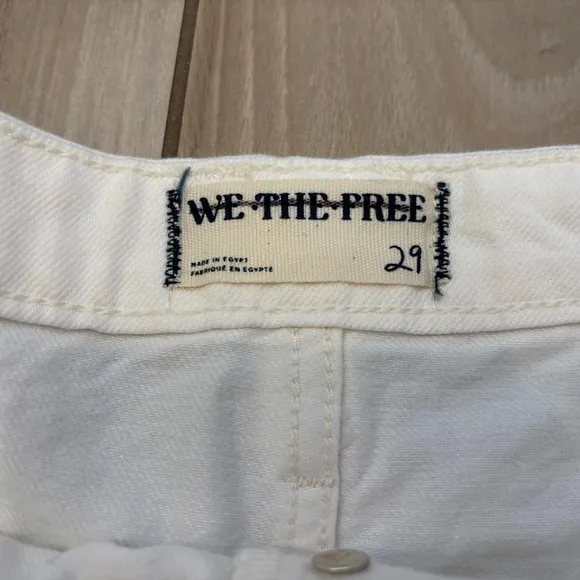 WE·THE·FREE
MADE IN EGYPT
FABRIQUÉ EN EGYPTE
29